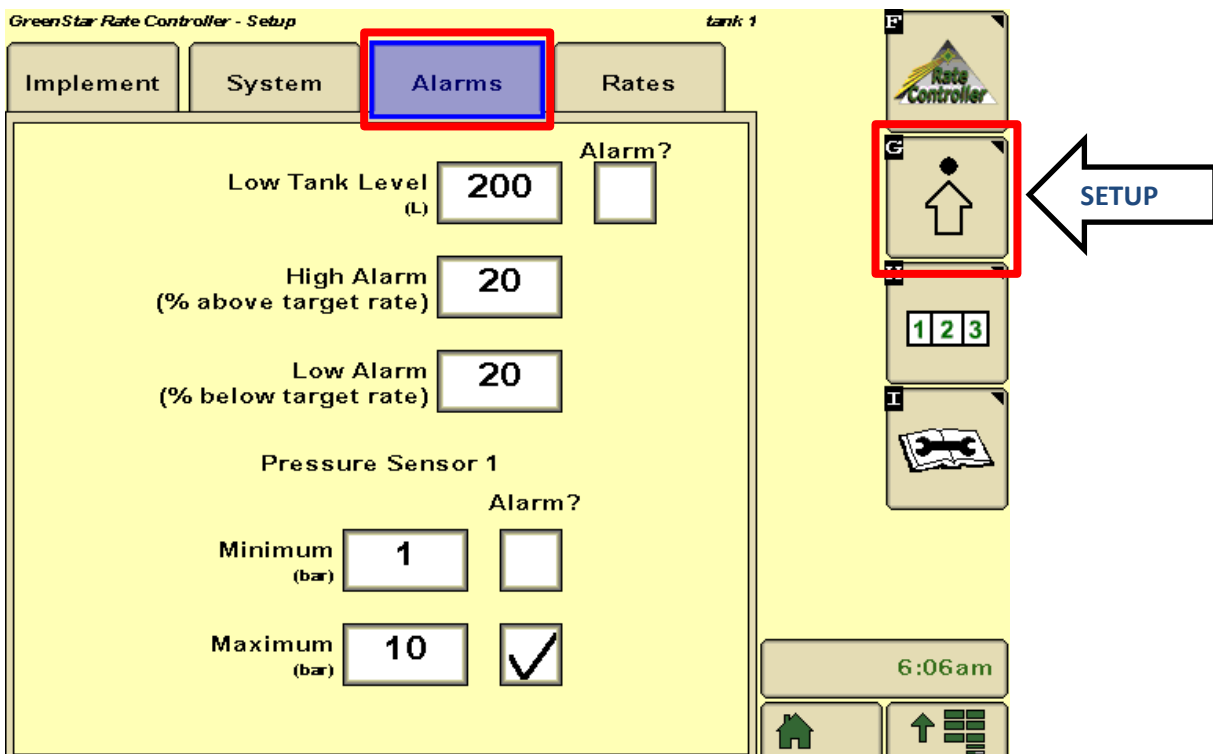 GreenStar Rate Controller - Setup tank 1
Implement System Alarms Rates
Alarm?
Low Tank Level 200
(L)
High Alarm 20
(% above target rate)
Low Alarm 20
(% below target rate)
Pressure Sensor 1
Alarm?
Minimum 1
(bar)
Maximum 10
(bar)
F
Rate
Controller
G
SETUP
H
1 2 3
I
6:06am